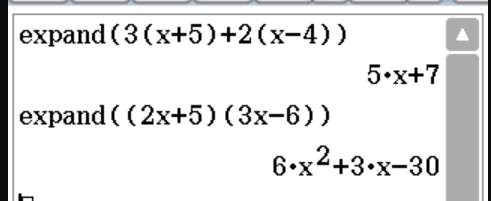 expand(3(x+5)+2(x−4))
5·x+7
expand((2x+5)(3x−6))
6·x²+3·x−30